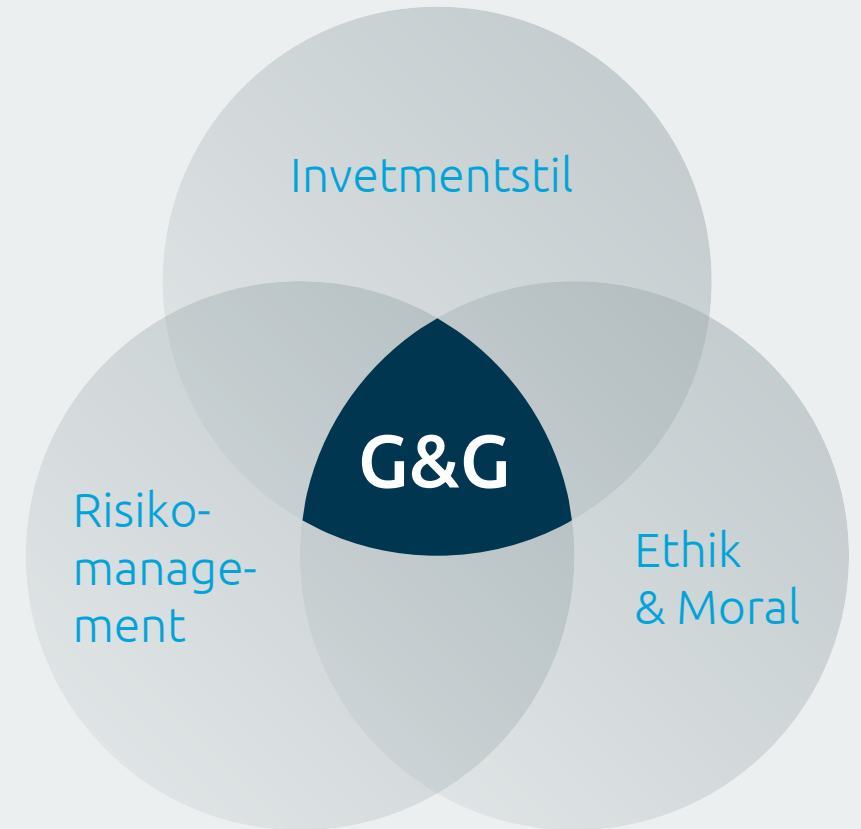 Invetmentstil
G&G
Risiko-
manage-
ment
Ethik
& Moral